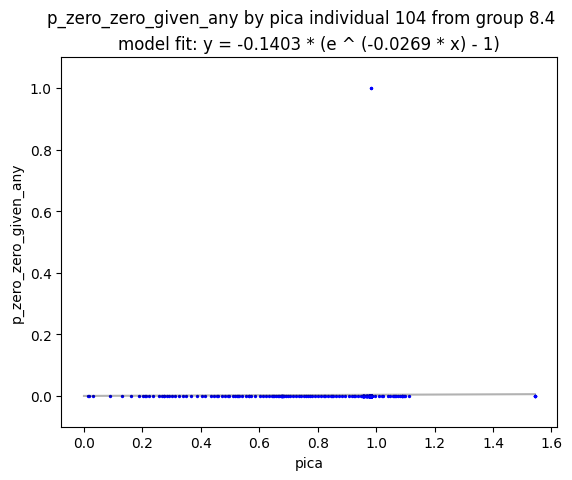 p_zero_zero_given_any by pica individual 104 from group 8.4
model fit: y = -0.1403 * (e ^ (-0.0269 * x) - 1)
1.0
0.8
0.6
0.4
0.2
0.0
p_zero_zero_given_any
0.0 0.2 0.4 0.6 0.8 1.0 1.2 1.4 1.6
pica